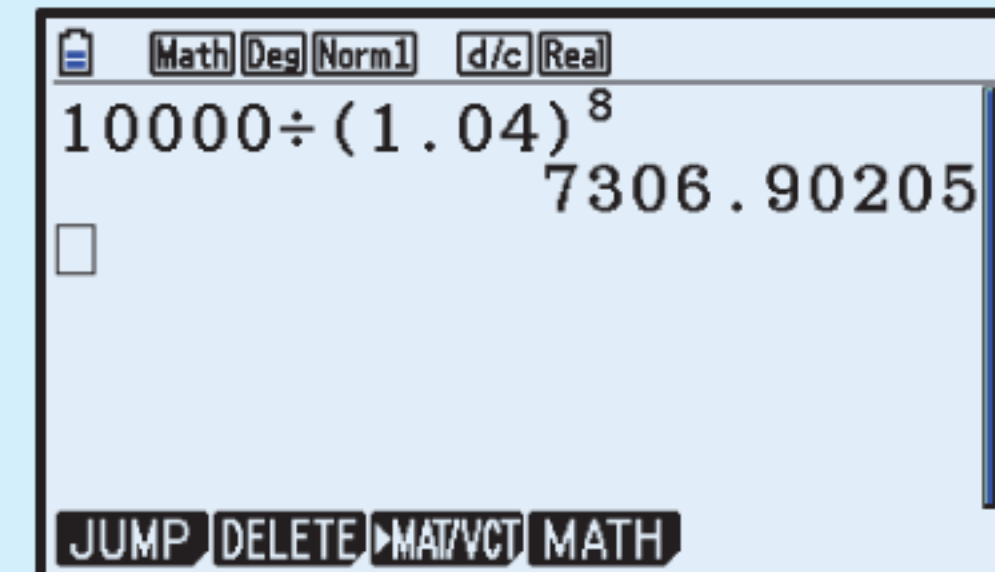 Math Deg Norm1 d/c Real
10000÷(1.04)⁸
7306.90205
JUMP DELETE ▶MAT/VCT MATH